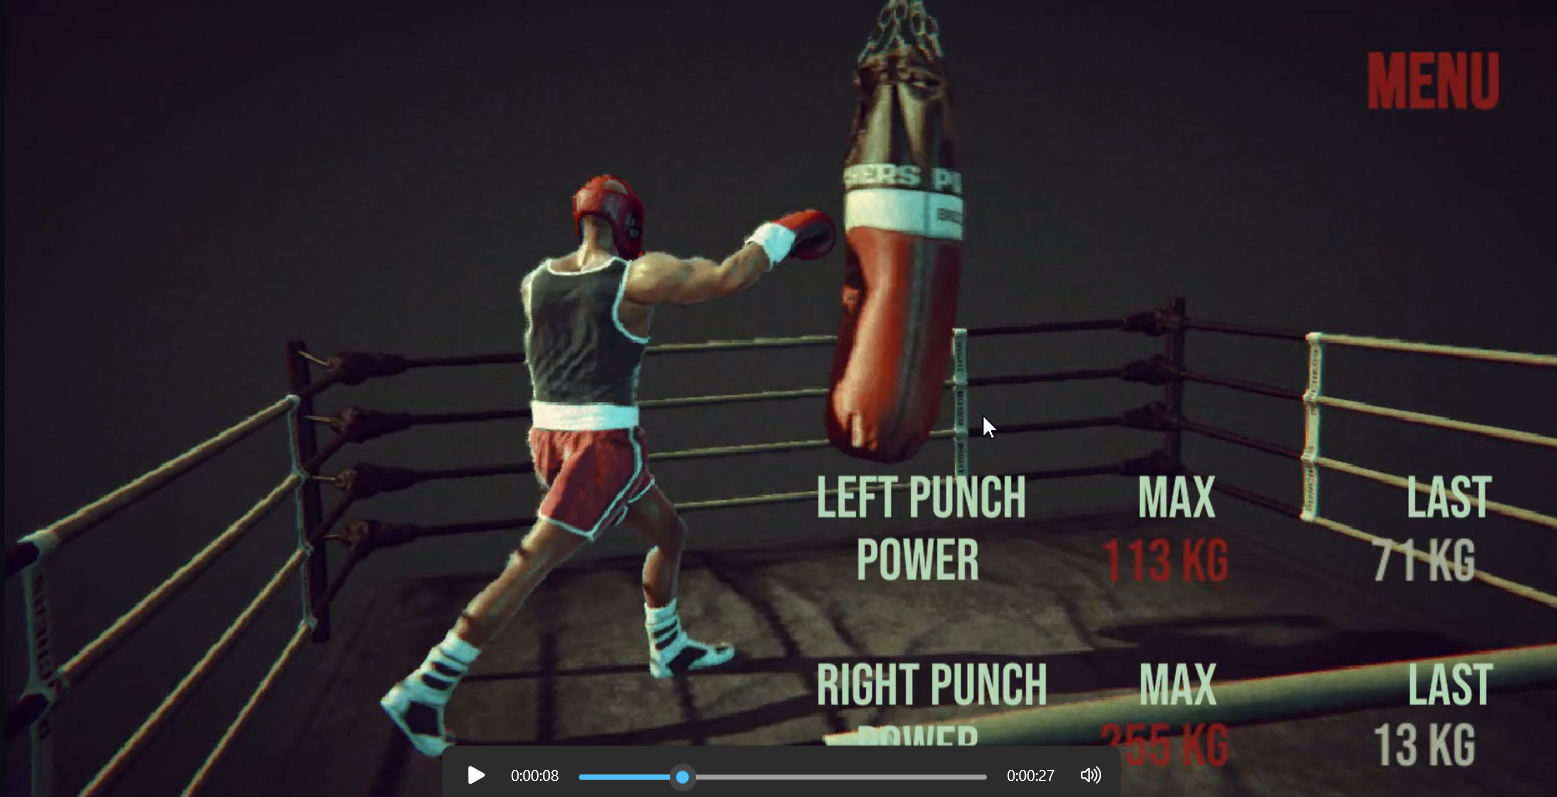 MENU
LEFT PUNCH MAX LAST
POWER 113 KG 71 KG
RIGHT PUNCH MAX LAST
POWER 255 KG 13 KG
0:00:08 0:00:27